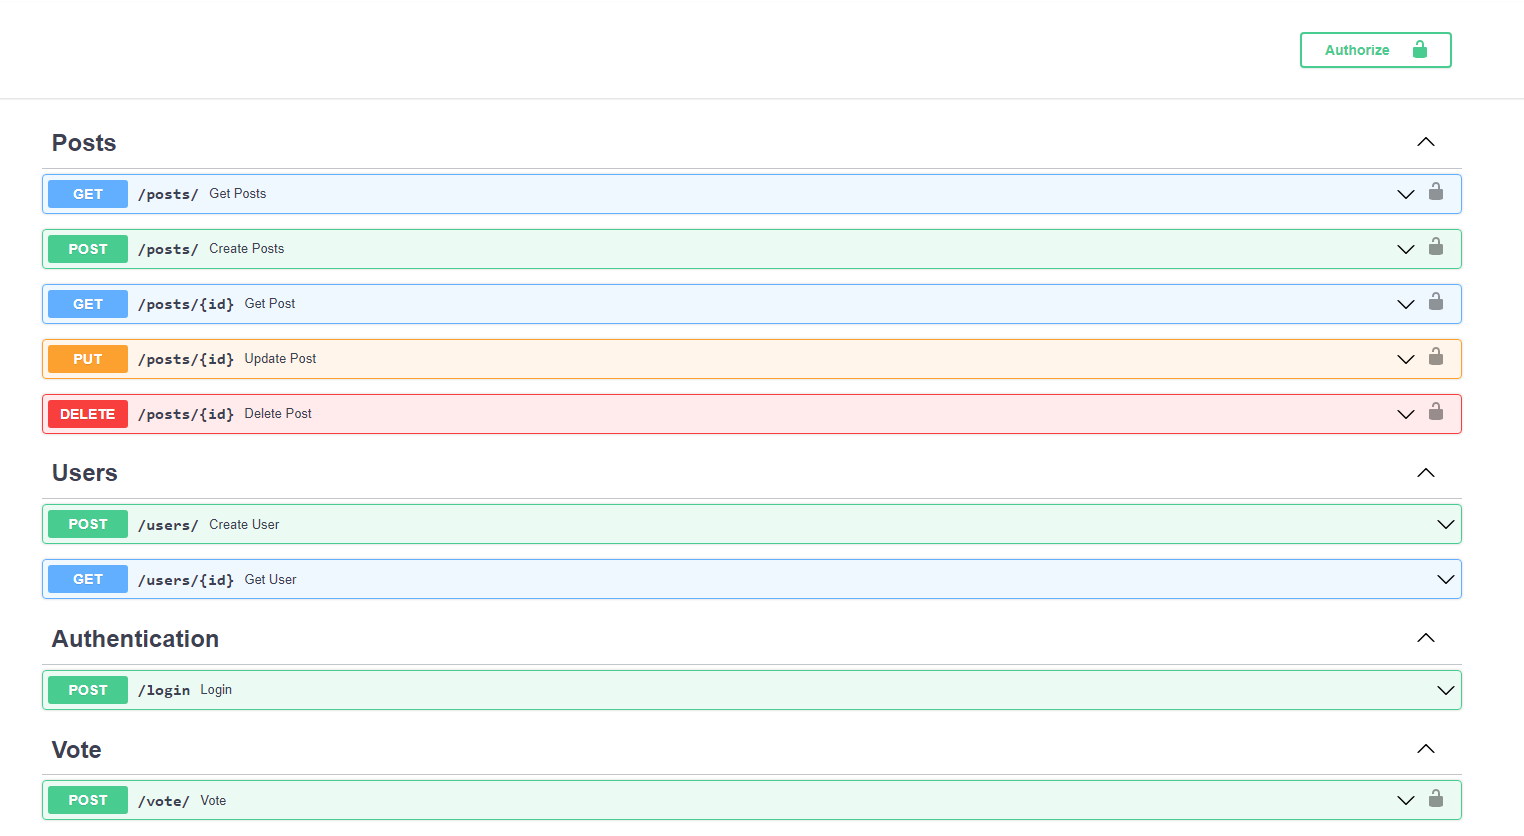 Authorize
Posts
GET /posts/ Get Posts
POST /posts/ Create Posts
GET /posts/{id} Get Post
PUT /posts/{id} Update Post
DELETE /posts/{id} Delete Post
Users
POST /users/ Create User
GET /users/{id} Get User
Authentication
POST /login Login
Vote
POST /vote/ Vote